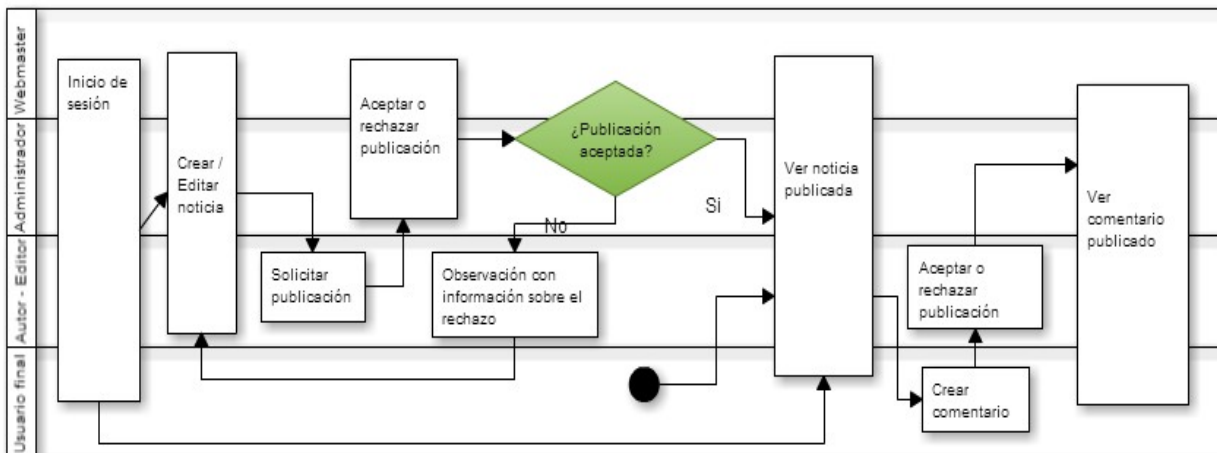 Webmaster
Administrador
Autor - Editor
Usuario final
Inicio de
sesión
Crear /
Editar
noticia
Solicitar
publicación
Aceptar o
rechazar
publicación
¿Publicación
aceptada?
No
Si
Observación con
información sobre el
rechazo
Ver noticia
publicada
Crear
comentario
Aceptar o
rechazar
publicación
Ver
comentario
publicado